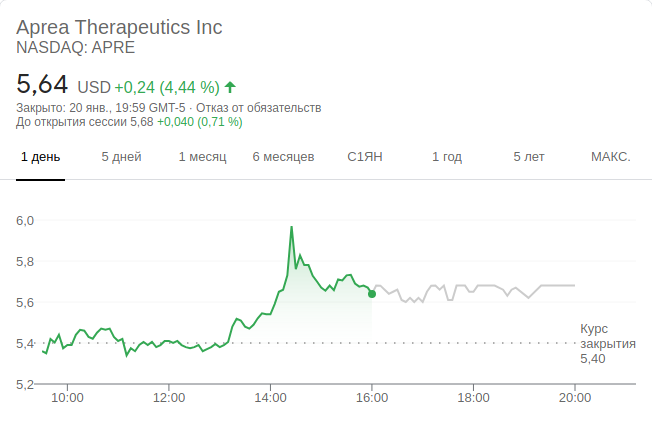 Aprea Therapeutics Inc
NASDAQ: APRE
5,64 USD +0,24 (4,44 %)
Закрыто: 20 янв., 19:59 GMT-5 · Отказ от обязательств
До открытия сессии 5,68 +0,040 (0,71 %)
1 день 5 дней 1 месяц 6 месяцев С1ЯН 1 год 5 лет МАКС.
6,0
5,8
5,6
5,4
5,2
Курс
закрытия
5,40
10:00 12:00 14:00 16:00 18:00 20:00